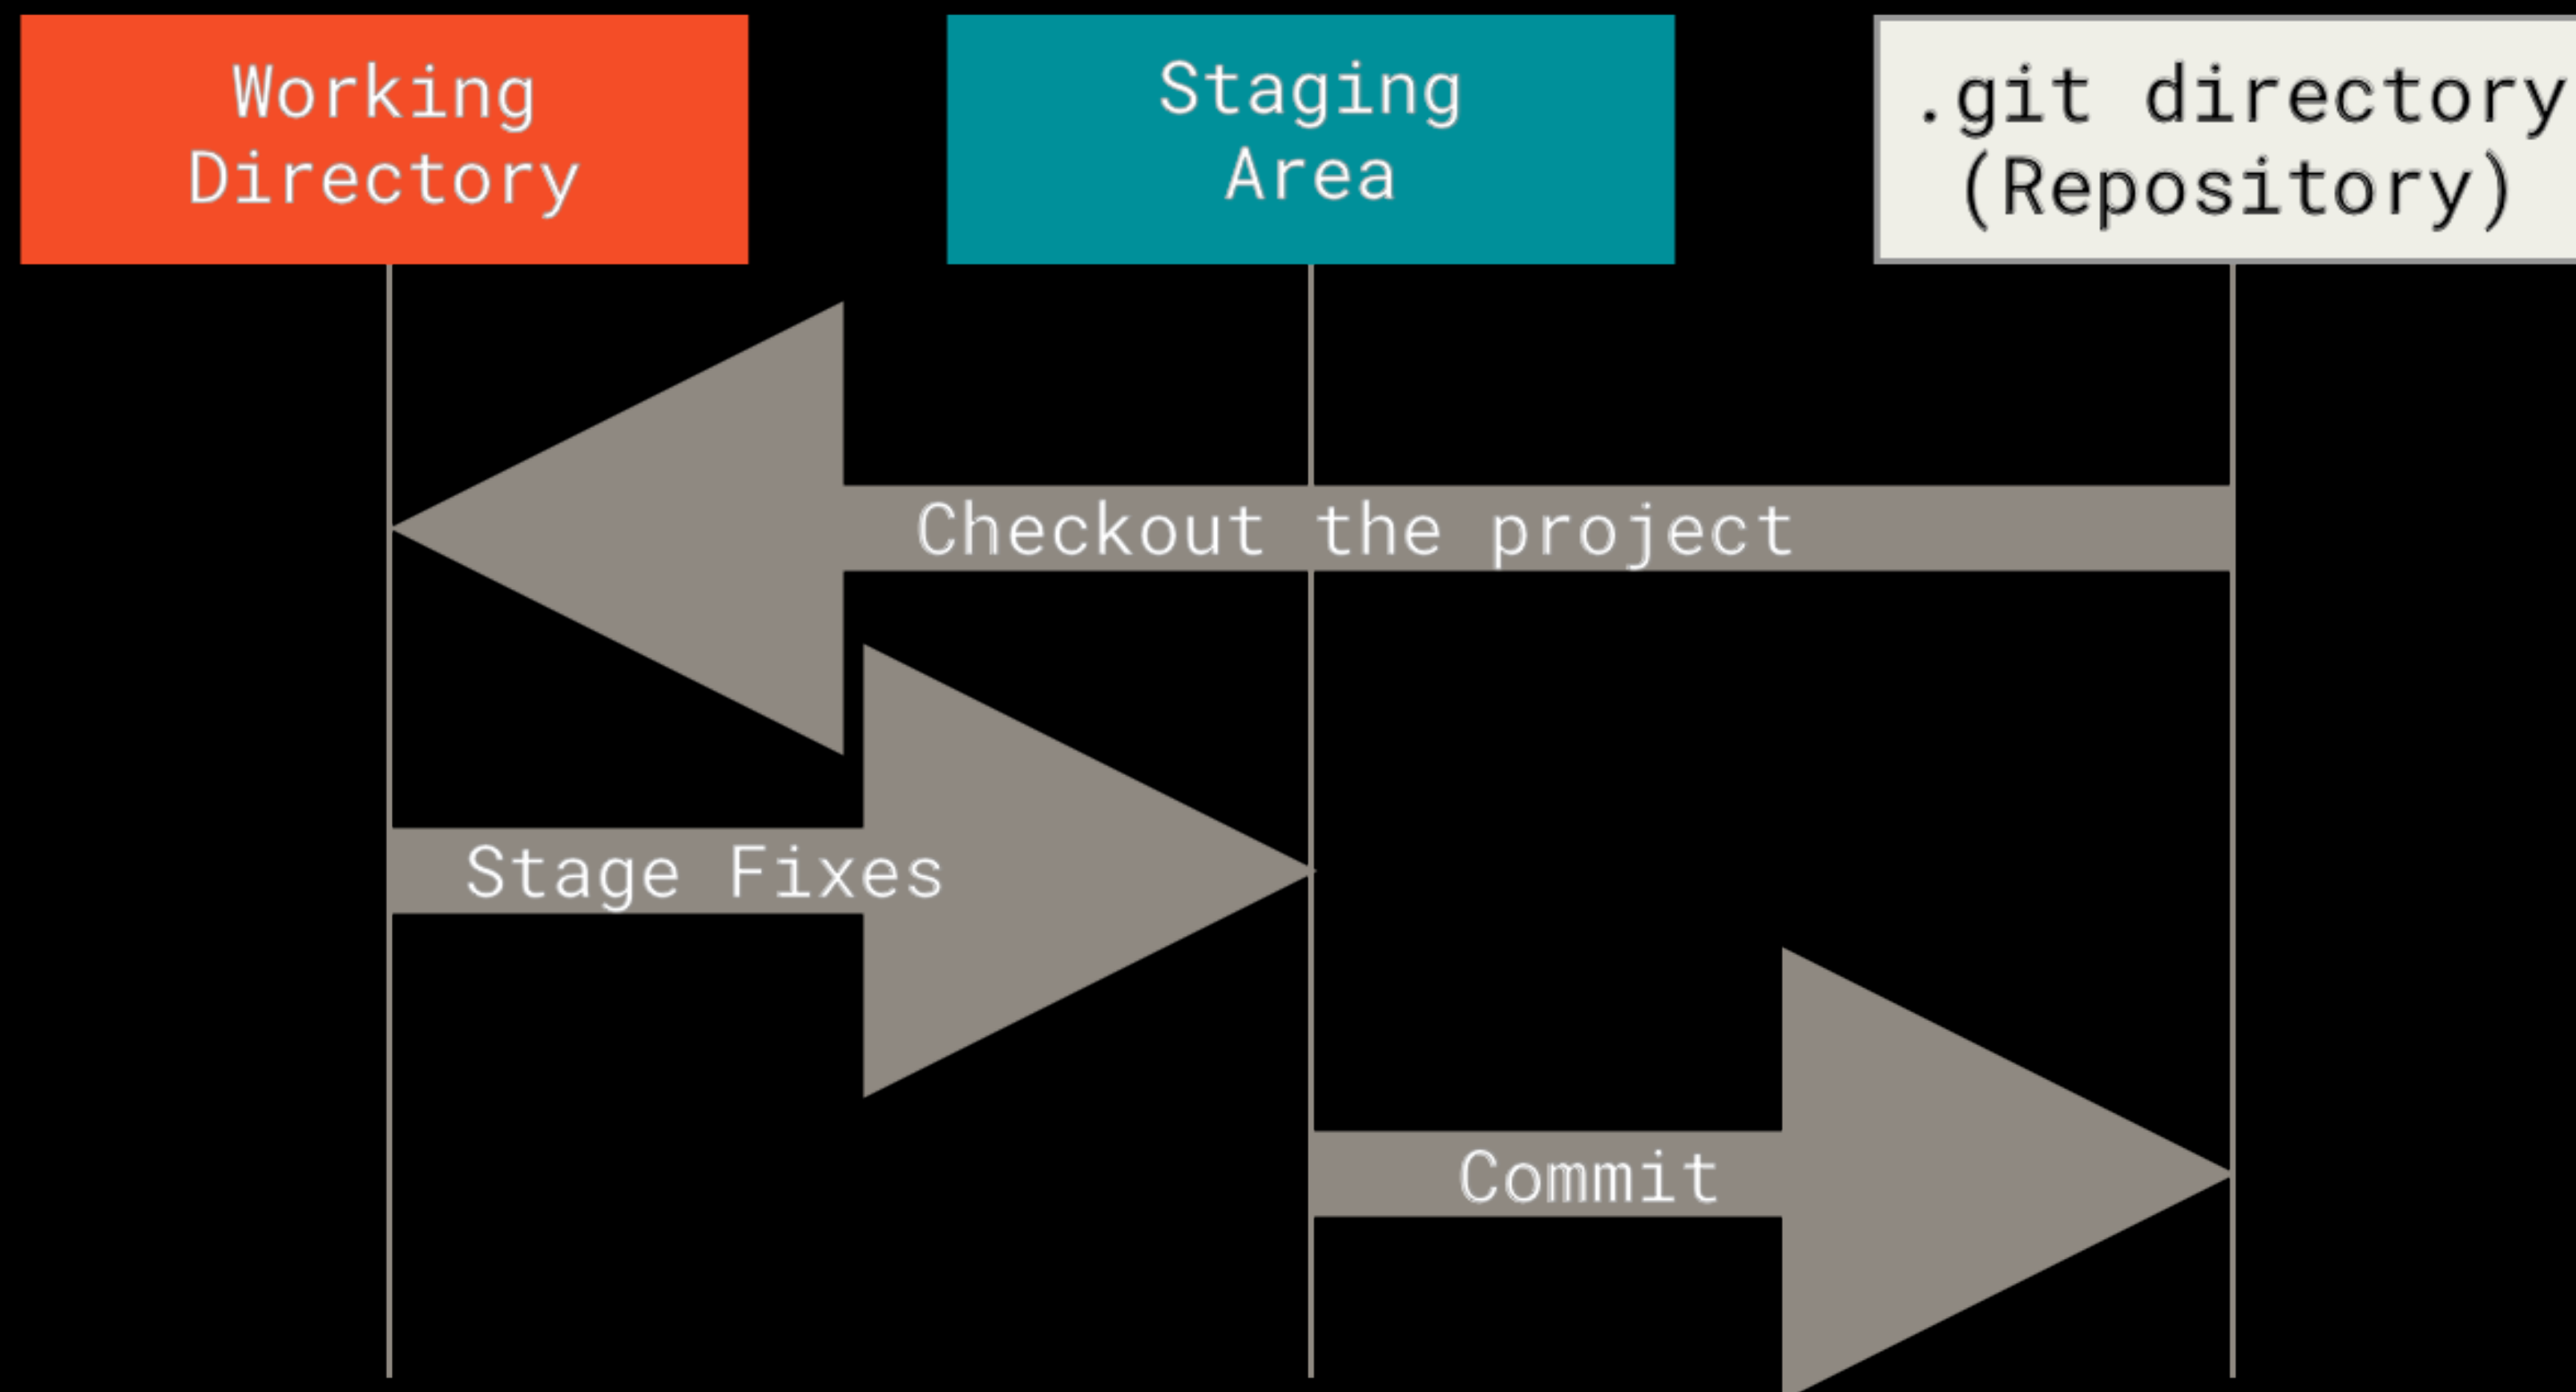 Working
Directory
Staging
Area
.git directory
(Repository)
Checkout the project
Stage Fixes
Commit